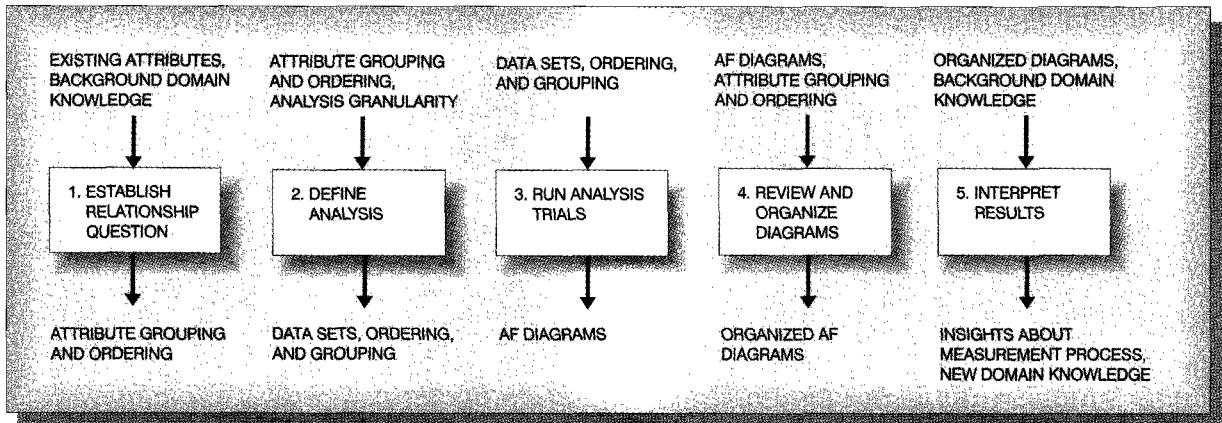 EXISTING ATTRIBUTES,
BACKGROUND DOMAIN
KNOWLEDGE
1. ESTABLISH
RELATIONSHIP
QUESTION
ATTRIBUTE GROUPING
AND ORDERING
ATTRIBUTE GROUPING
AND ORDERING,
ANALYSIS GRANULARITY
2. DEFINE
ANALYSIS
DATA SETS, ORDERING,
AND GROUPING
DATA SETS, ORDERING,
AND GROUPING
3. RUN ANALYSIS
TRIALS
AF DIAGRAMS
AF DIAGRAMS,
ATTRIBUTE GROUPING
AND ORDERING
4. REVIEW AND
ORGANIZE
DIAGRAMS
ORGANIZED AF
DIAGRAMS
ORGANIZED DIAGRAMS,
BACKGROUND DOMAIN
KNOWLEDGE
5. INTERPRET
RESULTS
INSIGHTS ABOUT
MEASUREMENT PROCESS,
NEW DOMAIN KNOWLEDGE